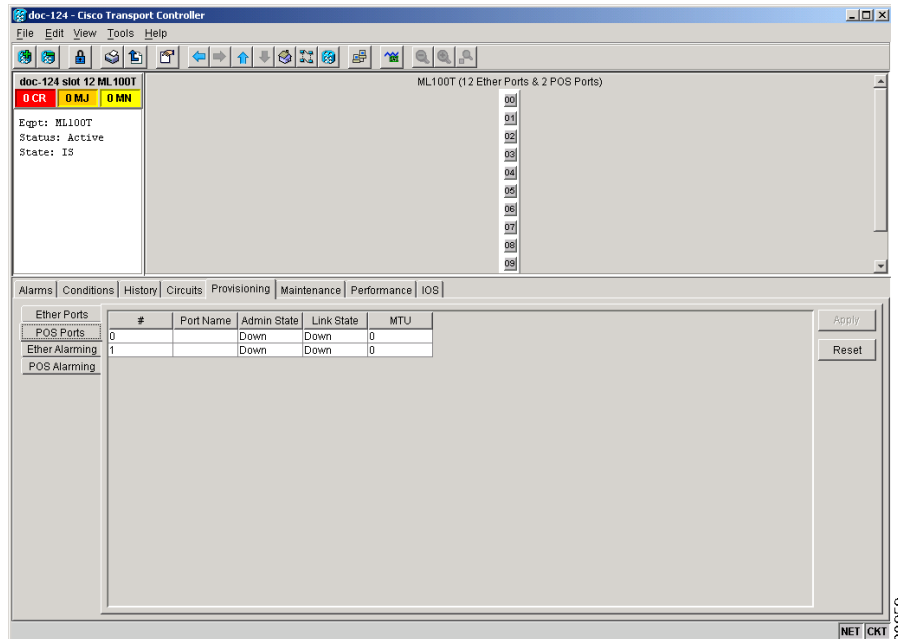 doc-124 - Cisco Transport Controller
File Edit View Tools Help
doc-124 slot 12 ML100T
0 CR 0 MJ 0 MN
Eqpt: ML100T
Status: Active
State: IS
ML100T (12 Ether Ports & 2 POS Ports)
00
01
02
03
04
05
06
07
08
09
Alarms Conditions History Circuits Provisioning Maintenance Performance IOS
Ether Ports
POS Ports
Ether Alarming
POS Alarming
# Port Name Admin State Link State MTU
0 Down Down 0
1 Down Down 0
Apply
Reset
NET CKT